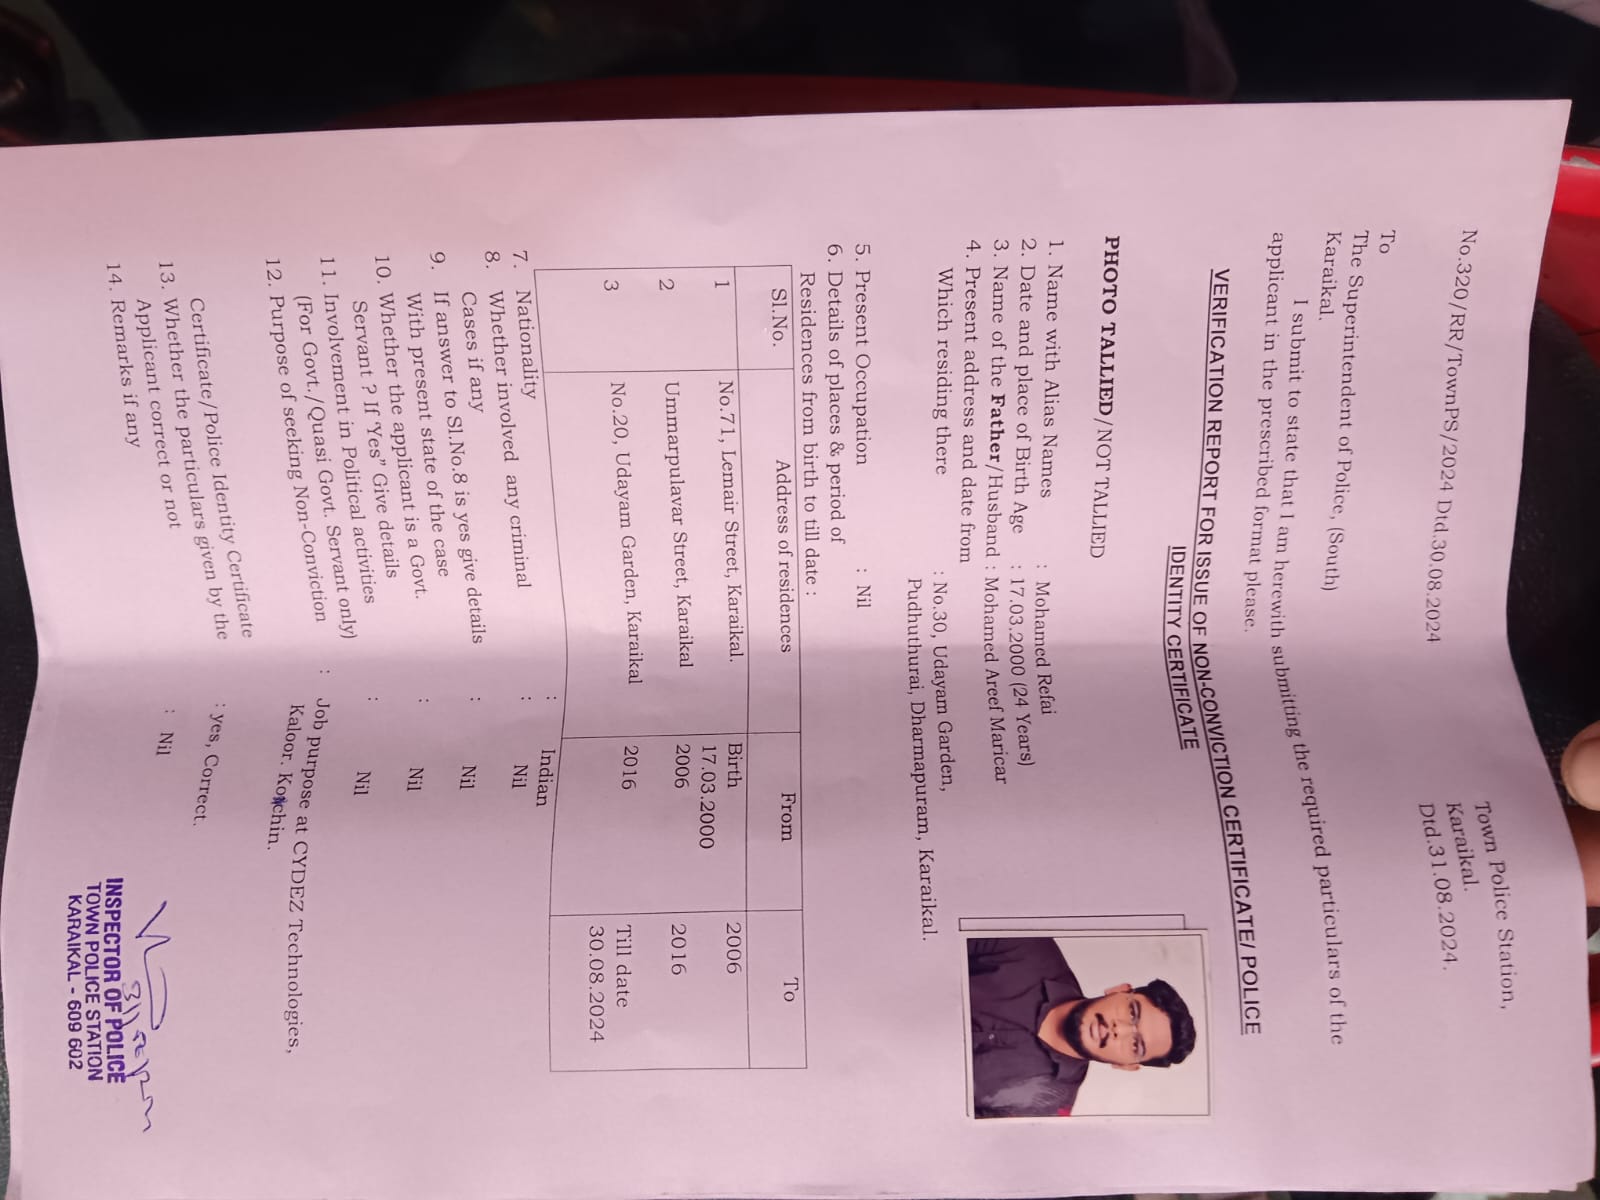 No.320/RR/TownPS/2024 Dtd.30.08.2024
Town Police Station,
Karaikal.
Dtd.31.08.2024.
To
The Superintendent of Police, (South)
Karaikal.
I submit to state that I am herewith submitting the required particulars of the
applicant in the prescribed format please.
VERIFICATION REPORT FOR ISSUE OF NON-CONVICTION CERTIFICATE/ POLICE
IDENTITY CERTIFICATE
PHOTO TALLIED/NOT TALLIED
1. Name with Alias Names : Mohamed Refai
2. Date and place of Birth Age : 17.03.2000 (24 Years)
3. Name of the Father/Husband : Mohamed Areef Maricar
4. Present address and date from
Which residing there : No.30, Udayam Garden,
Pudhuthurai, Dharmapuram, Karaikal.
5. Present Occupation : Nil
6. Details of places & period of
Residences from birth to till date :
Sl.No. Address of residences From To
1 No.71, Lemair Street, Karaikal. Birth 17.03.2000 2006
2 Ummarpulavar Street, Karaikal 2006 2016
3 No.20, Udayam Garden, Karaikal 2016 Till date 30.08.2024
7. Nationality : Indian
8. Whether involved any criminal : Nil
Cases if any
9. If answer to Sl.No.8 is yes give details : Nil
With present state of the case
10. Whether the applicant is a Govt. : Nil
Servant ? If "Yes" Give details
11. Involvement in Political activities : Nil
(For Govt./Quasi Govt. Servant only)
12. Purpose of seeking Non-Conviction : Job purpose at CYDEZ Technologies,
Kaloor, Kochin.
Certificate/Police Identity Certificate
13. Whether the particulars given by the : yes, Correct.
Applicant correct or not
14. Remarks if any : Nil
INSPECTOR OF POLICE
TOWN POLICE STATION
KARAIKAL - 609 602